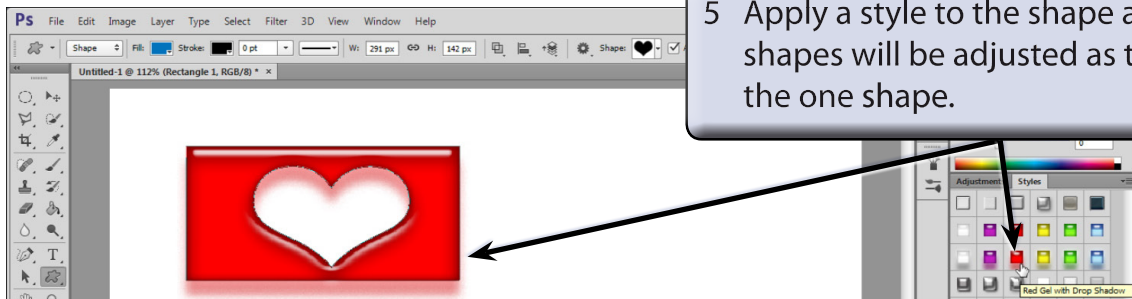 Ps File Edit Image Layer Type Select Filter 3D View Window Help
5 Apply a style to the shape a
shapes will be adjusted as t
the one shape.
Shape Fill: Stroke: 0 pt W: 291 px H: 142 px Shape:
Untitled-1 @ 112% (Rectangle 1, RGB/8) * ×
0
Adjustment Styles
T
Red Gel with Drop Shadow